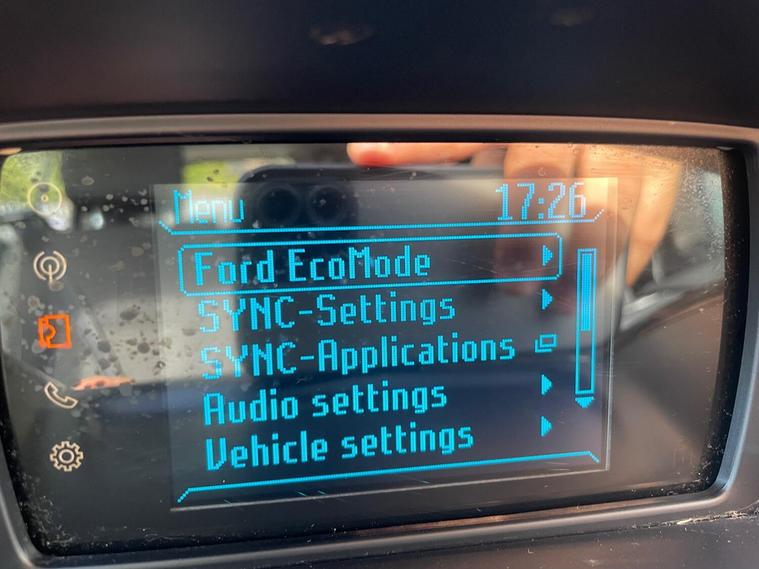 Menu 17:26
Ford EcoMode
SYNC-Settings
SYNC-Applications
Audio settings
Vehicle settings